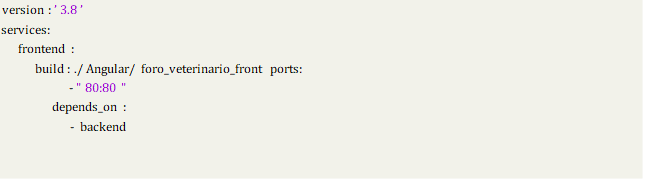 version : ' 3.8 '
services:
frontend :
build : ./ Angular/ foro_veterinario_front ports:
- " 80:80 "
depends_on :
- backend